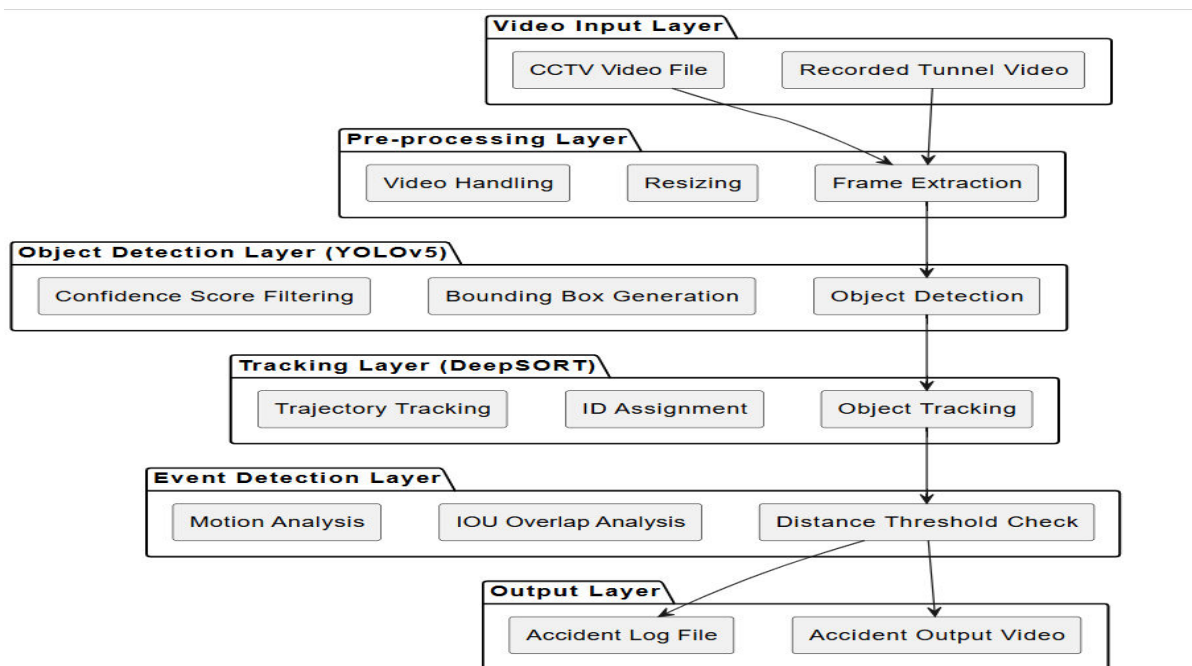 Video Input Layer
CCTV Video File
Recorded Tunnel Video
Pre-processing Layer
Video Handling
Resizing
Frame Extraction
Object Detection Layer (YOLOv5)
Confidence Score Filtering
Bounding Box Generation
Object Detection
Tracking Layer (DeepSORT)
Trajectory Tracking
ID Assignment
Object Tracking
Event Detection Layer
Motion Analysis
IOU Overlap Analysis
Distance Threshold Check
Output Layer
Accident Log File
Accident Output Video